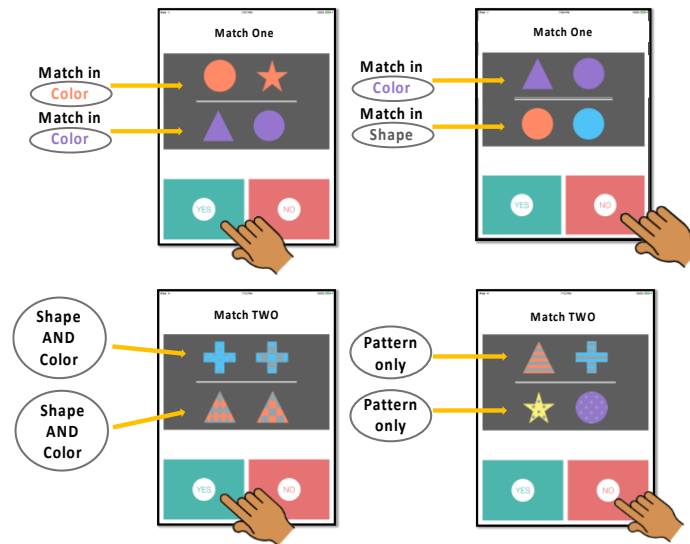 Match One
Match in
Color
Match in
Color
YES
NO
Match One
Match in
Color
Match in
Shape
YES
NO
Match TWO
Shape
AND
Color
Shape
AND
Color
YES
NO
Match TWO
Pattern
only
Pattern
only
YES
NO